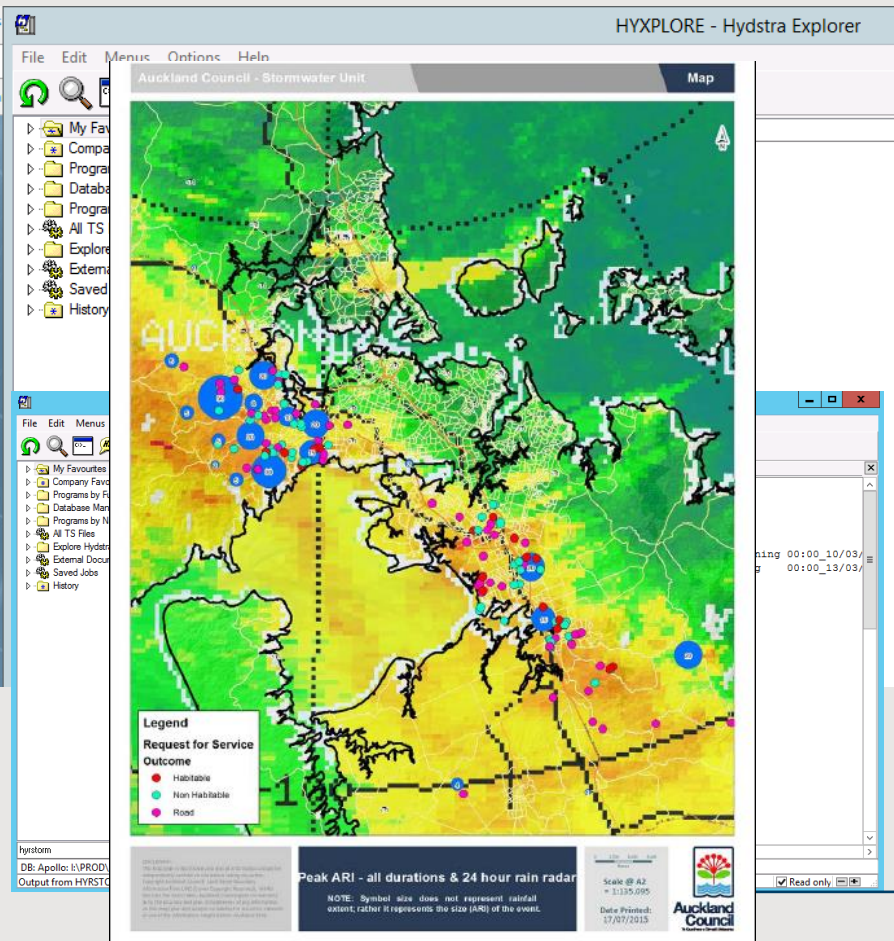 HYXPLORE - Hydstra Explorer
File Edit Menus Options Help
My Fav
Compa
Progra
Databa
Progra
All TS
Explore
Externa
Saved
History
Auckland Council - Stormwater Unit
Map
Legend
Request for Service
Outcome
Habitable
Non Habitable
Road
File Edit Menus
My Favourites
Company Favo
Programs by Fu
Database Man
Programs by N
All TS Files
Explore Hydstra
External Docum
Saved Jobs
History
ning 00:00_10/03/
g 00:00_13/03/
hyrstorm
DB: Apollo: I:\PROD\
Output from HYRSTO
Read only
Peak ARI - all durations & 24 hour rain radar
NOTE: Symbol size does not represent rainfall
extent; rather it represents the size (ARI) of the event.
Scale @ A2
= 1:135,095
Date Printed:
17/07/2015
Auckland
Council